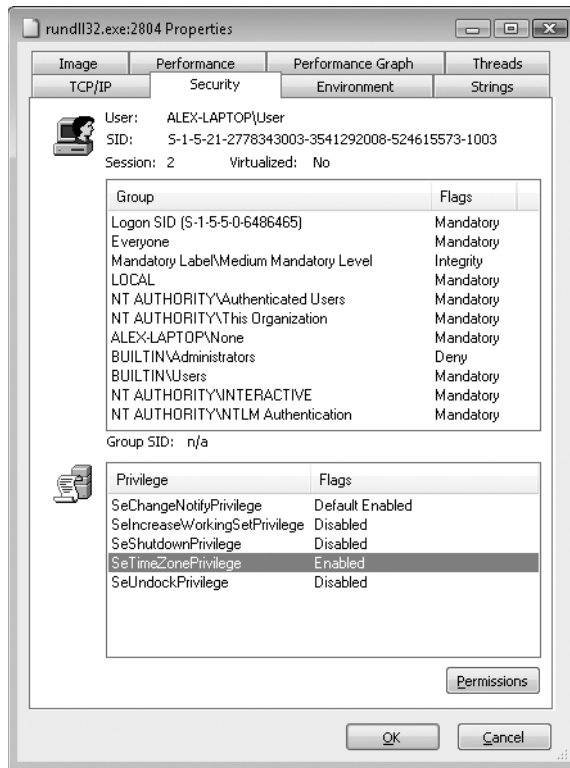 rundll32.exe:2804 Properties
Image Performance Performance Graph Threads
TCP/IP Security Environment Strings
User: ALEX-LAPTOP\User
SID: S-1-5-21-2778343003-3541292008-524615573-1003
Session: 2 Virtualized: No
Group Flags
Logon SID (S-1-5-5-0-6486465) Mandatory
Everyone Mandatory
Mandatory Label\Medium Mandatory Level Integrity
LOCAL Mandatory
NT AUTHORITY\Authenticated Users Mandatory
NT AUTHORITY\This Organization Mandatory
ALEX-LAPTOP\None Mandatory
BUILTIN\Administrators Deny
BUILTIN\Users Mandatory
NT AUTHORITY\INTERACTIVE Mandatory
NT AUTHORITY\NTLM Authentication Mandatory
Group SID: n/a
Privilege Flags
SeChangeNotifyPrivilege Default Enabled
SeIncreaseWorkingSetPrivilege Disabled
SeShutdownPrivilege Disabled
SeTimeZonePrivilege Enabled
SeUndockPrivilege Disabled
Permissions
OK Cancel